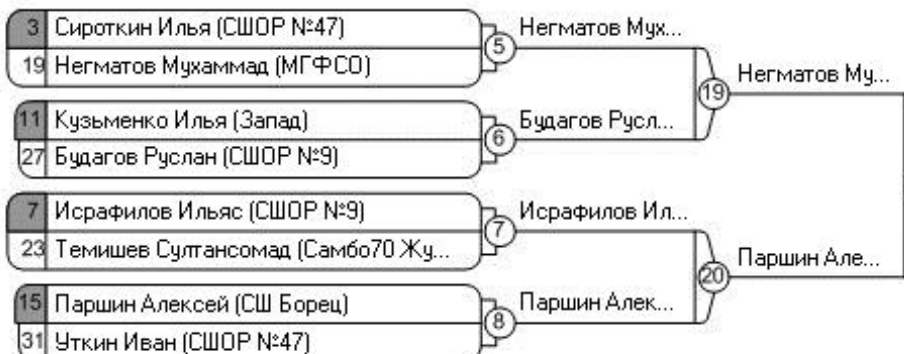 3 Сироткин Илья (СШОР №47)
19 Негматов Мухаммад (МГФСО)
5 Негматов Мух...
11 Кузьменко Илья (Запад)
27 Будагов Руслан (СШОР №9)
6 Будагов Русл...
19 Негматов Му...
7 Исрафилов Ильяс (СШОР №9)
23 Темишев Султансомад (Самбо70 Жу...
7 Исрафилов Ил...
15 Паршин Алексей (СШ Борец)
31 Уткин Иван (СШОР №47)
8 Паршин Алек...
20 Паршин Але...